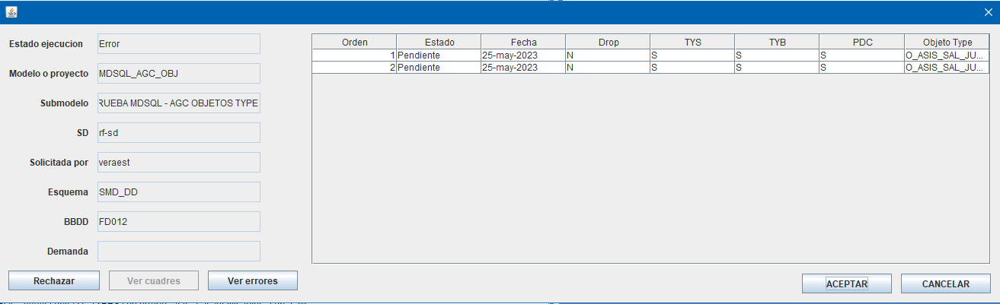 Estado ejecucion Error
Modelo o proyecto MDSQL_AGC_OBJ
Submodelo RUEBA MDSQL - AGC OBJETOS TYPE
SD rf-sd
Solicitada por veraest
Esquema SMD_DD
BBDD FD012
Demanda
Rechazar Ver cuadres Ver errores
Orden Estado Fecha Drop TYS TYB PDC Objeto Type
1 Pendiente 25-may-2023 N S S S O_ASIS_SAL_JU...
2 Pendiente 25-may-2023 N S S S O_ASIS_SAL_JU...
ACEPTAR CANCELAR